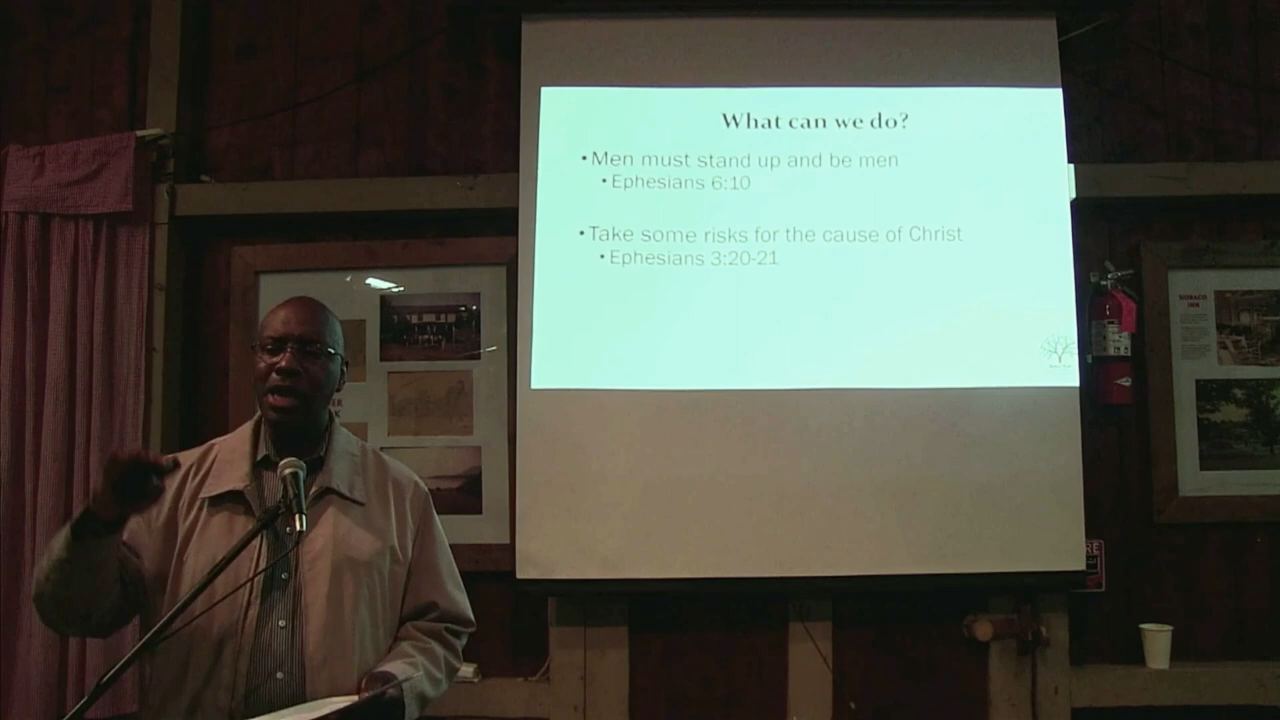 What can we do?
• Men must stand up and be men
• Ephesians 6:10
• Take some risks for the cause of Christ
• Ephesians 3:20-21